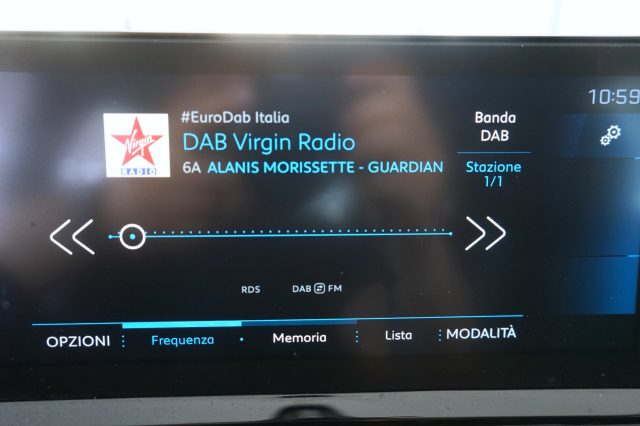 10:59
#EuroDab Italia
Virgin
RADIO
DAB Virgin Radio
6A ALANIS MORISSETTE - GUARDIAN
Banda
DAB
Stazione
1/1
RDS
DAB FM
OPZIONI
Frequenza
Memoria
Lista
MODALITÀ